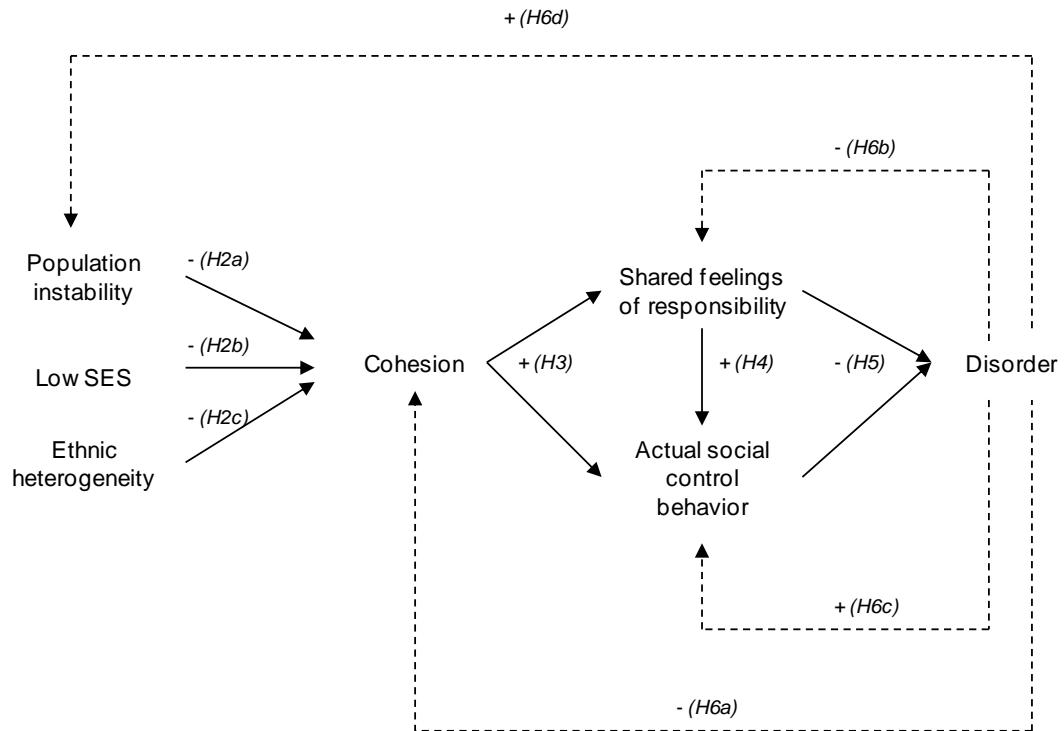 + (H6d)
- (H6b)
Population
instability
- (H2a)
Shared feelings
of responsibility
- (H2b)
Low SES
Cohesion
+ (H3)
+ (H4)
- (H5)
Disorder
- (H2c)
Ethnic
heterogeneity
Actual social
control
behavior
+ (H6c)
- (H6a)